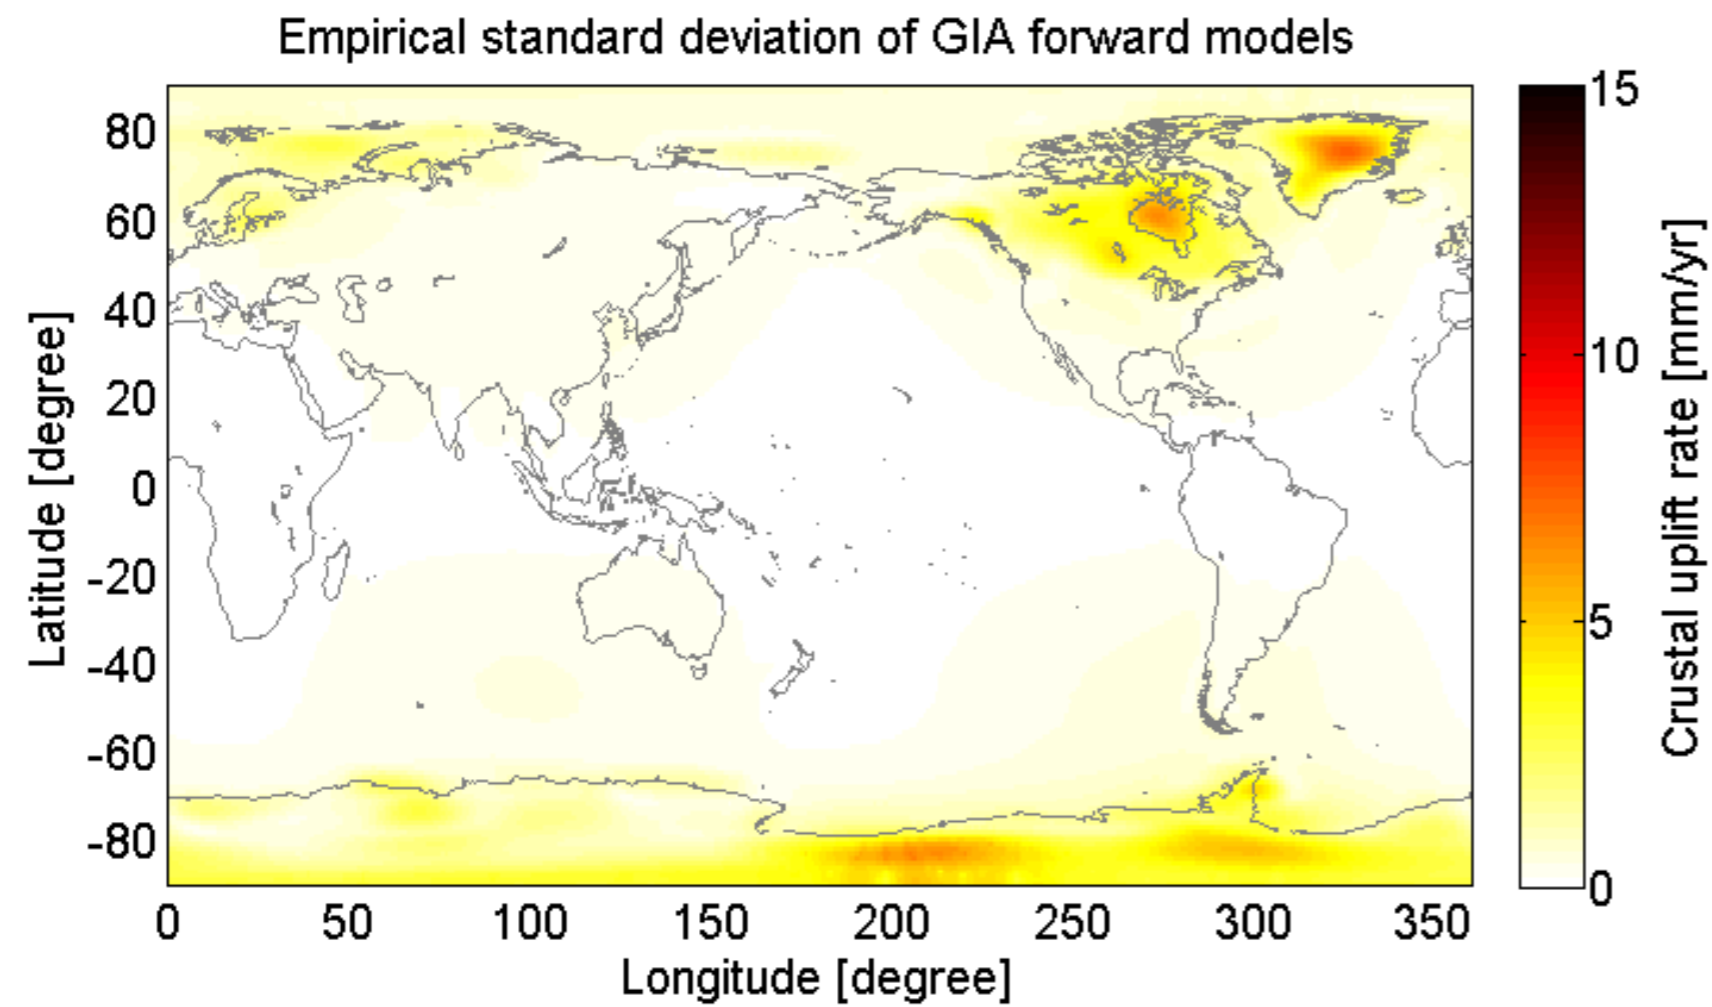 Empirical standard deviation of GIA forward models
80
60
40
20
0
-20
-40
-60
-80
Latitude [degree]
0 50 100 150 200 250 300 350
Longitude [degree]
15
10
5
0
Crustal uplift rate [mm/yr]